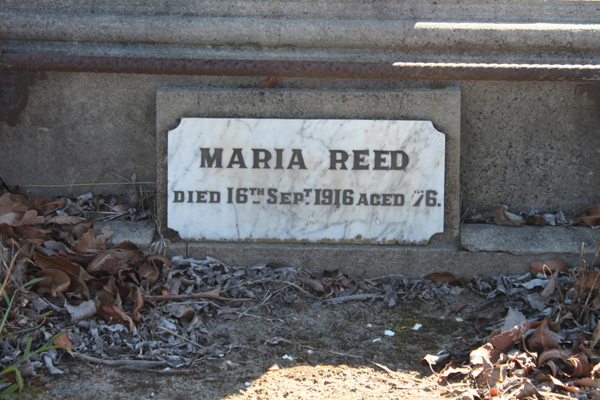 MARIA REED
DIED 16TH SEPT 1916 AGED 76.